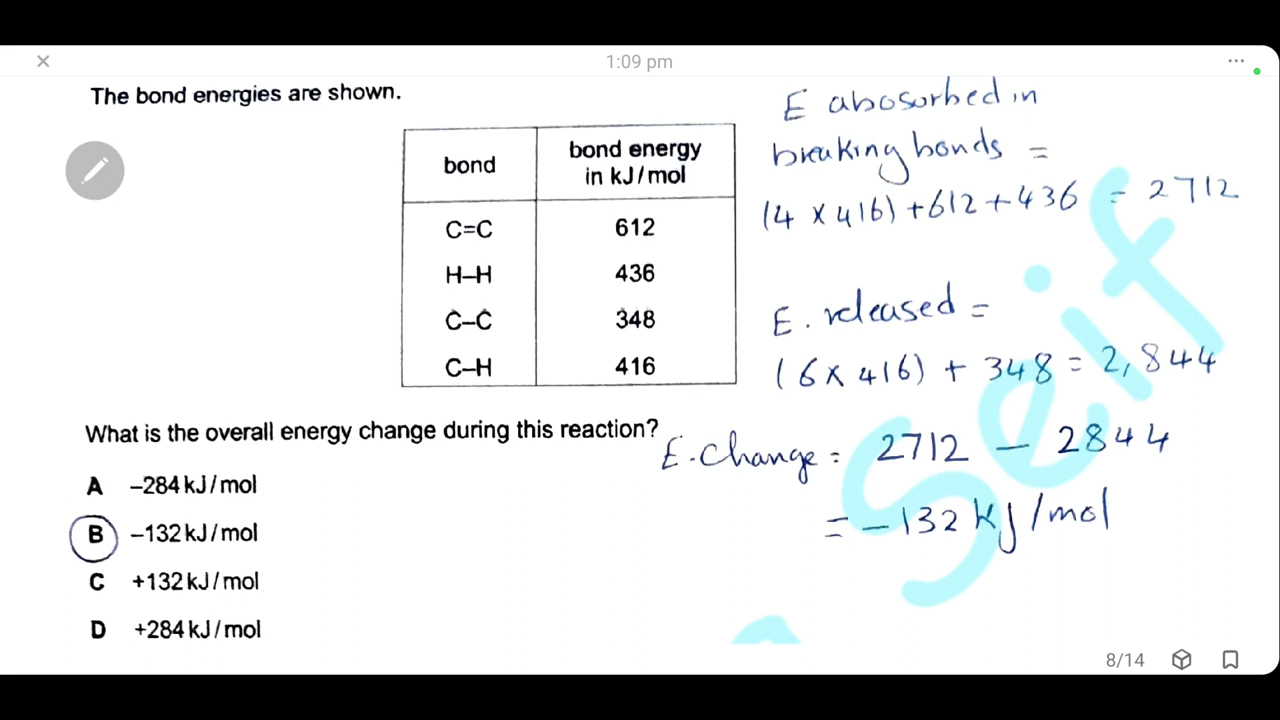 1:09 pm
The bond energies are shown.
bond
bond energy
in kJ/mol
C=C 612
H–H 436
C–C 348
C–H 416
What is the overall energy change during this reaction?
A –284 kJ/mol
B –132 kJ/mol
C +132 kJ/mol
D +284 kJ/mol
E abosorbed in
breaking bonds =
(4 × 416) + 612 + 436 = 2712
E. released =
(6 × 416) + 348 = 2,844
E. change = 2712 – 2844
= –132 kJ/mol
Seif
8/14